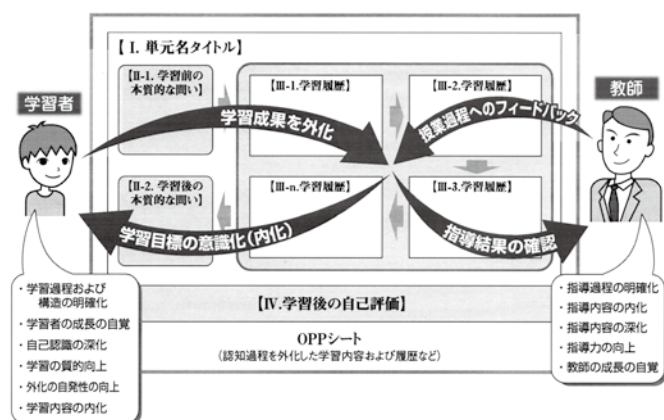 【Ⅰ. 単元名タイトル】
【Ⅱ-1. 学習前の
本質的な問い】
【Ⅲ-1.学習履歴】
【Ⅲ-2.学習履歴】
学習者
教師
学習成果を外化
授業過程へのフィードバック
【Ⅱ-2. 学習後の
本質的な問い】
【Ⅲ-n.学習履歴】
【Ⅲ-3.学習履歴】
学習目標の意識化(内化)
指導結果の確認
・学習過程および
構造の明確化
・学習者の成長の自覚
・自己認識の深化
・学習の質的向上
・外化の自発性の向上
・学習内容の内化
【Ⅳ.学習後の自己評価】
OPPシート
(認知過程を外化した学習内容および履歴など)
・指導過程の明確化
・指導内容の内化
・指導内容の深化
・指導力の向上
・教師の成長の自覚